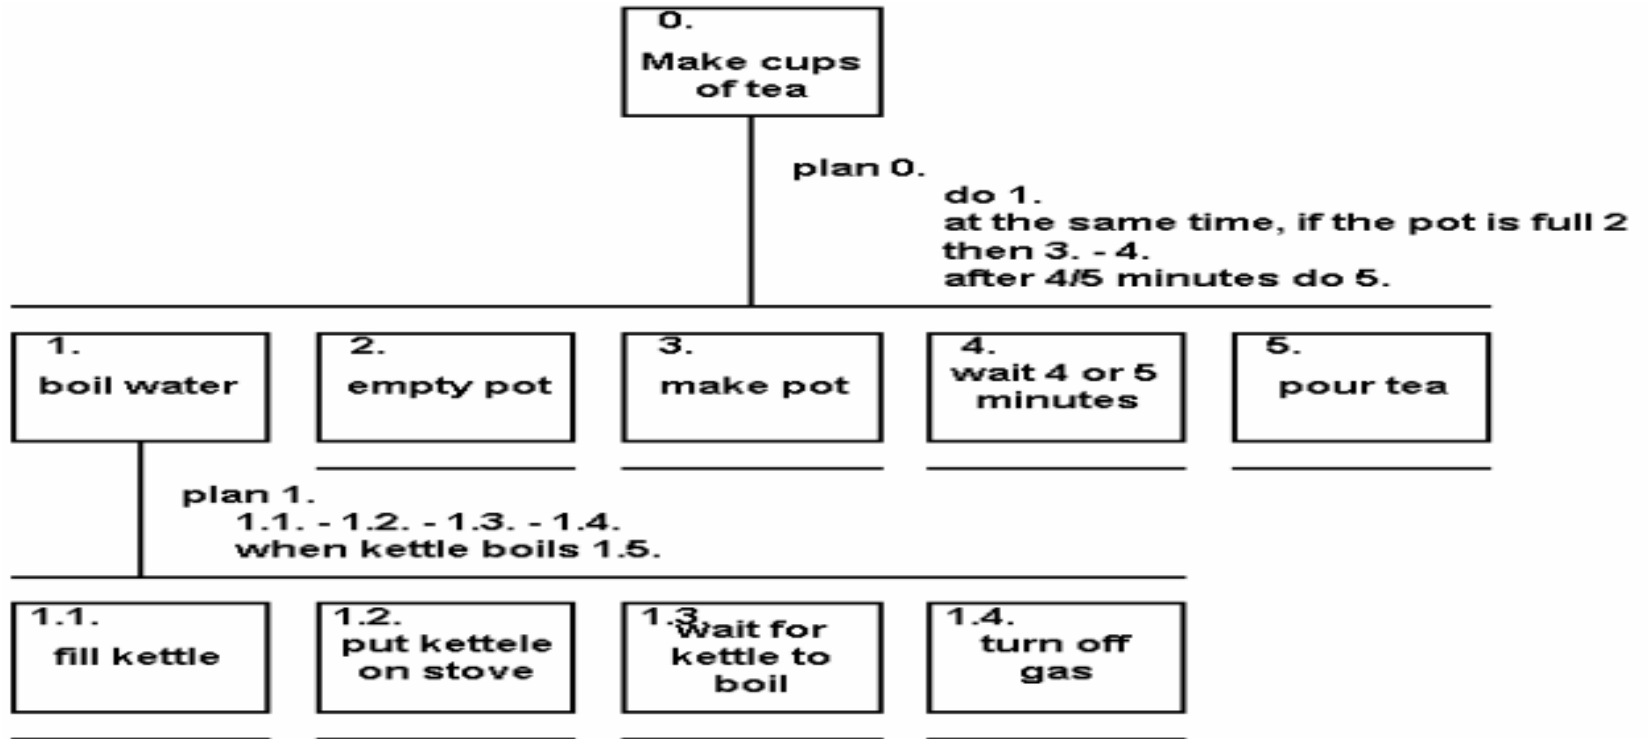 0.
Make cups
of tea
plan 0.
do 1.
at the same time, if the pot is full 2
then 3. - 4.
after 4/5 minutes do 5.
1.
boil water
2.
empty pot
3.
make pot
4.
wait 4 or 5
minutes
5.
pour tea
plan 1.
1.1. - 1.2. - 1.3. - 1.4.
when kettle boils 1.5.
1.1.
fill kettle
1.2.
put kettele
on stove
1.3.
wait for
kettle to
boil
1.4.
turn off
gas